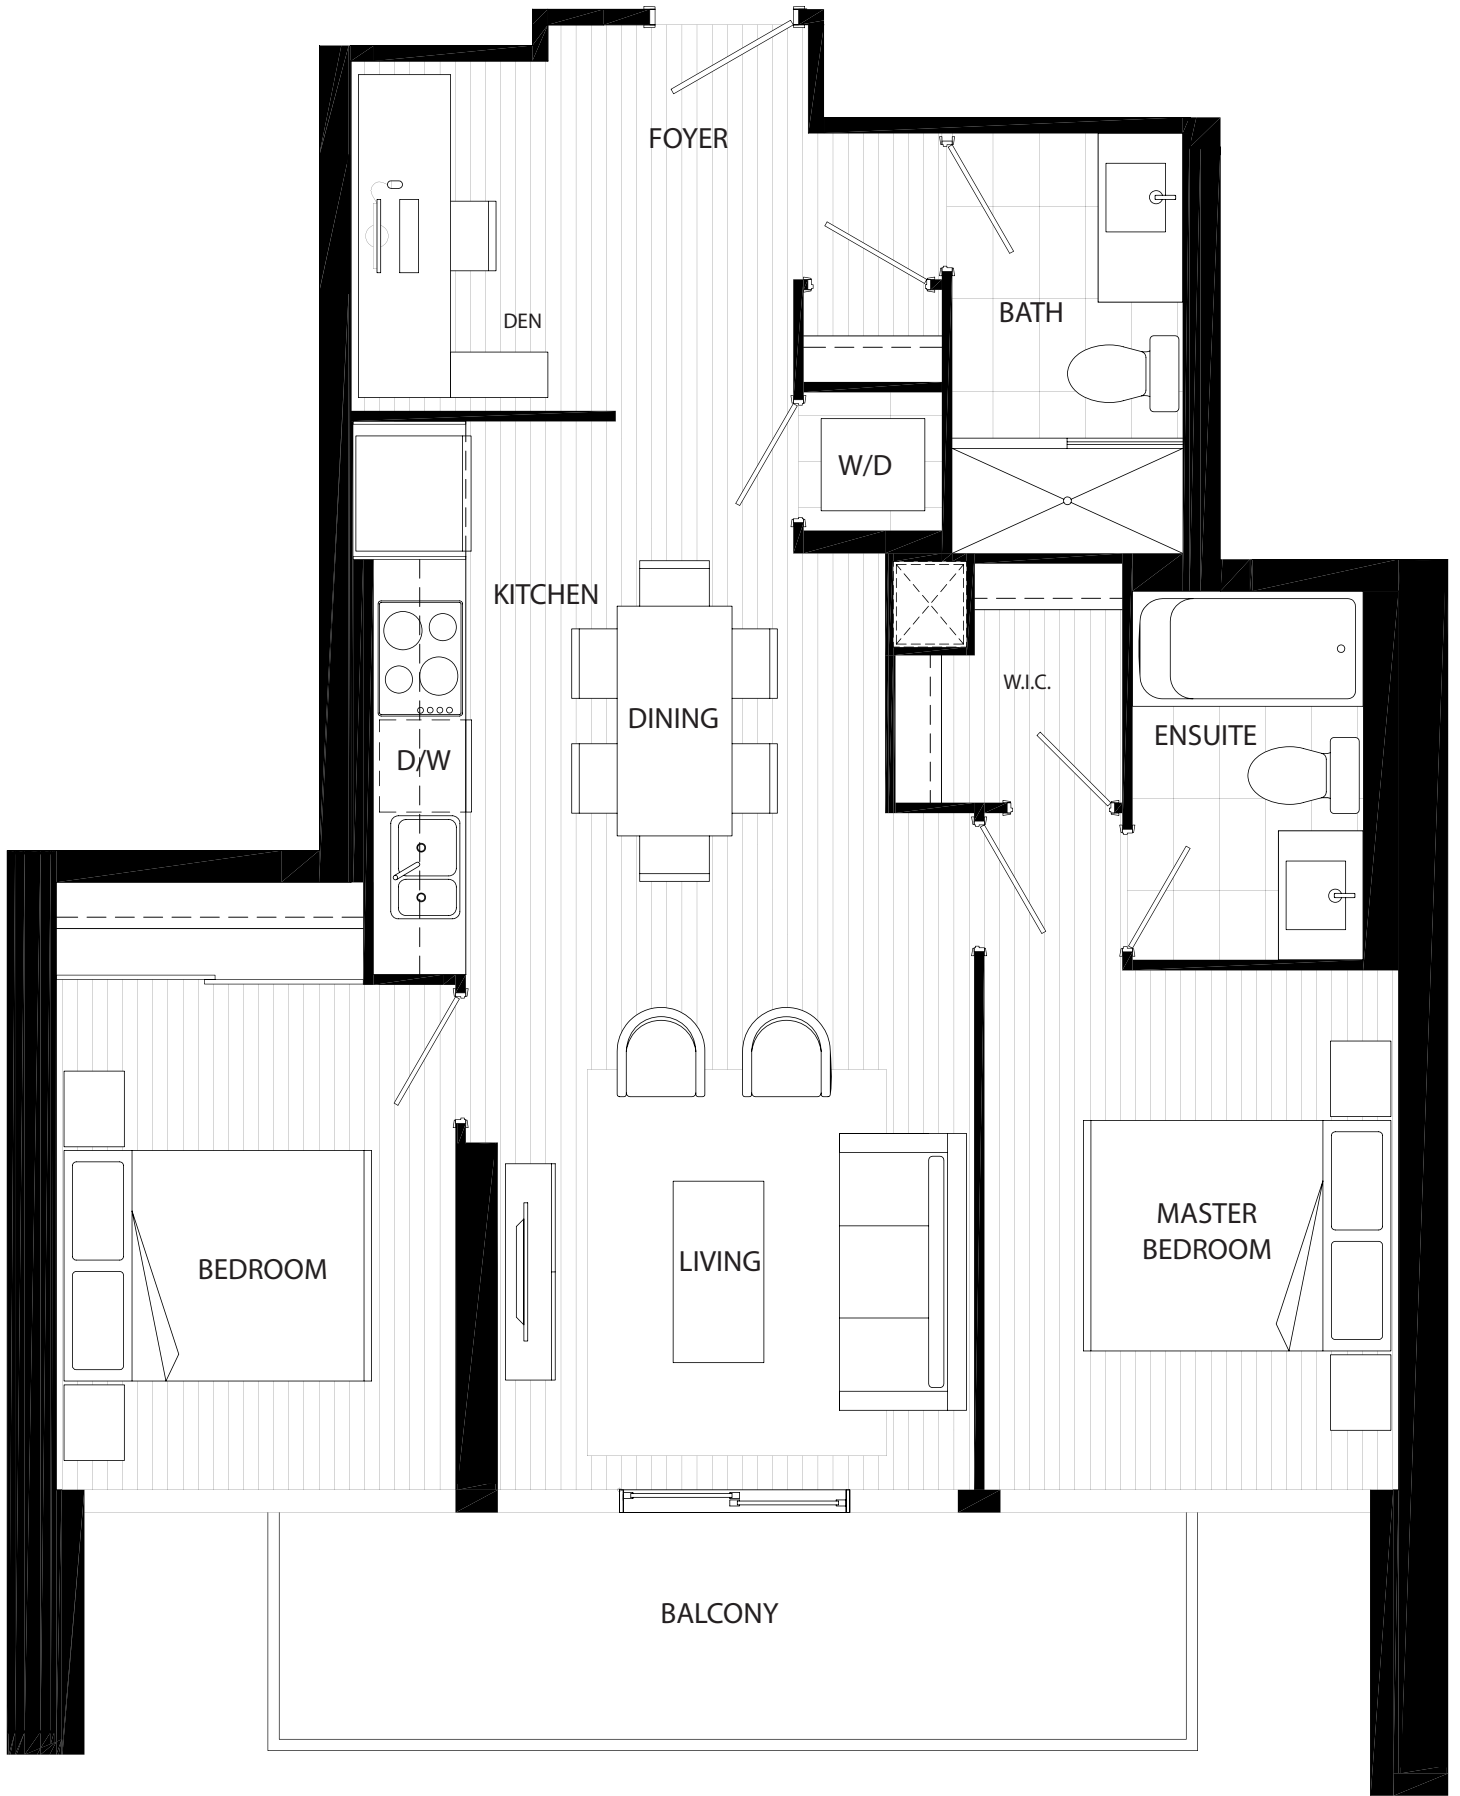 FOYER
BATH
DEN
W/D
KITCHEN
W.I.C.
DINING
ENSUITE
D/W
MASTER
BEDROOM
LIVING
BEDROOM
BALCONY